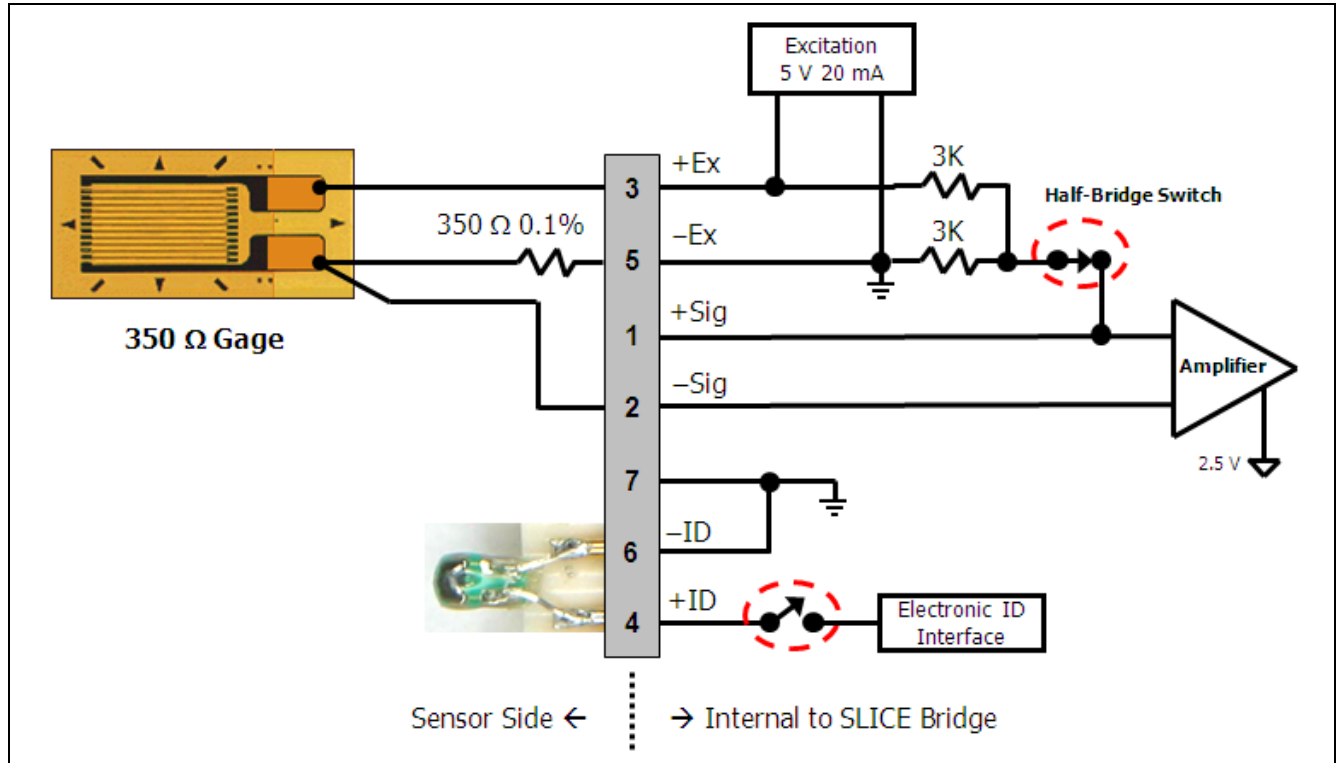 Excitation
5 V 20 mA
+Ex
3K
3
Half-Bridge Switch
350 Ω 0.1%
−Ex
3K
5
350 Ω Gage
+Sig
1
Amplifier
−Sig
2
2.5 V
7
−ID
6
+ID
4
Electronic ID
Interface
Sensor Side ←
→ Internal to SLICE Bridge